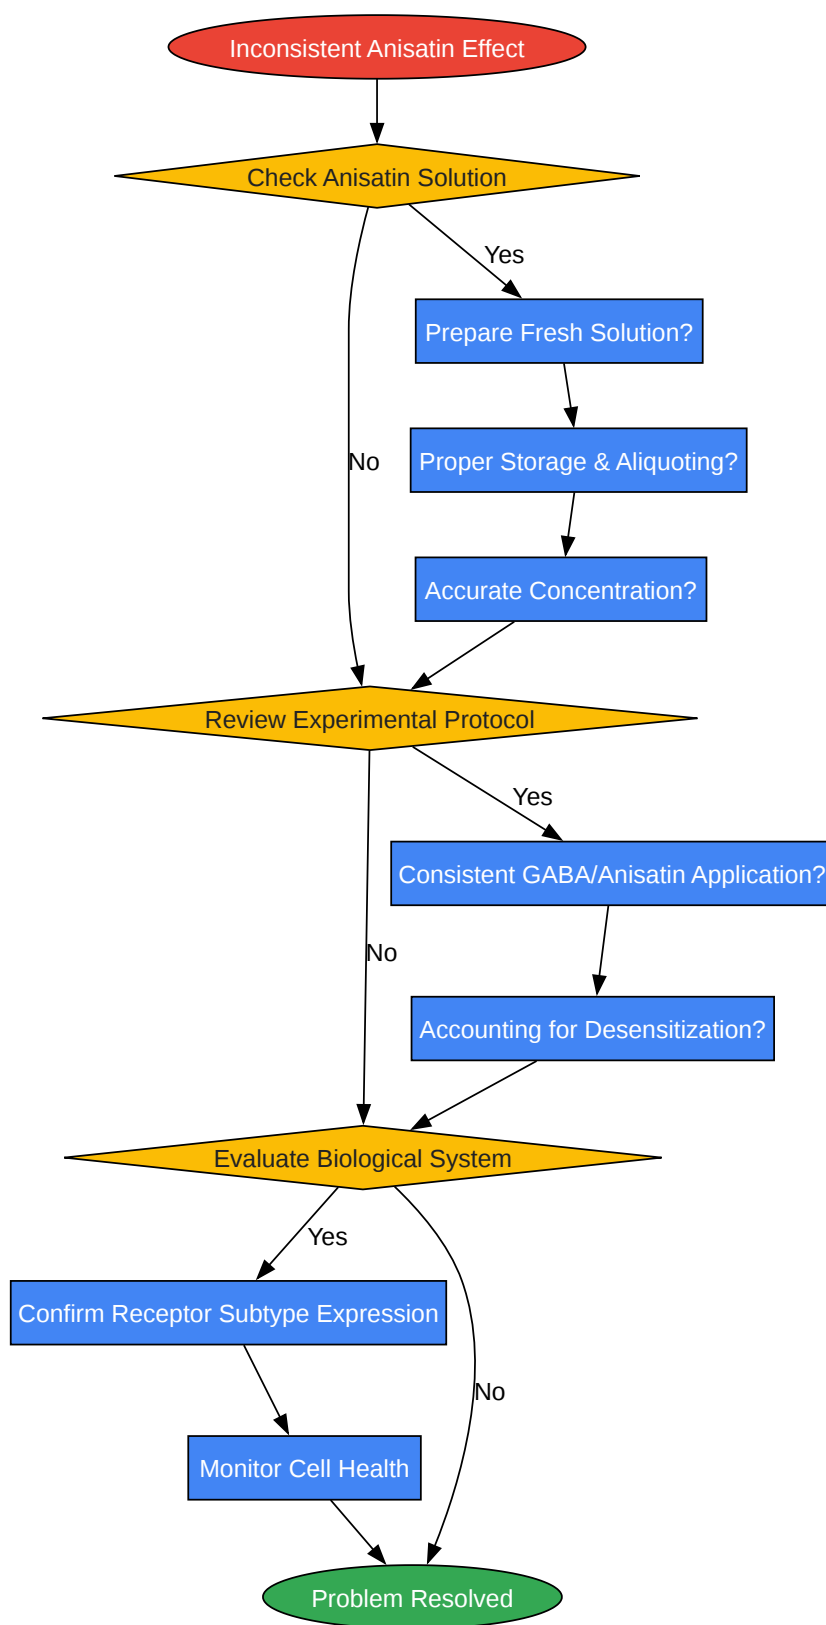 Inconsistent Anisatin Effect
Check Anisatin Solution
Yes
Prepare Fresh Solution?
No
Proper Storage & Aliquoting?
Accurate Concentration?
Review Experimental Protocol
Yes
Consistent GABA/Anisatin Application?
No
Accounting for Desensitization?
Evaluate Biological System
Yes
Confirm Receptor Subtype Expression
No
Monitor Cell Health
Problem Resolved